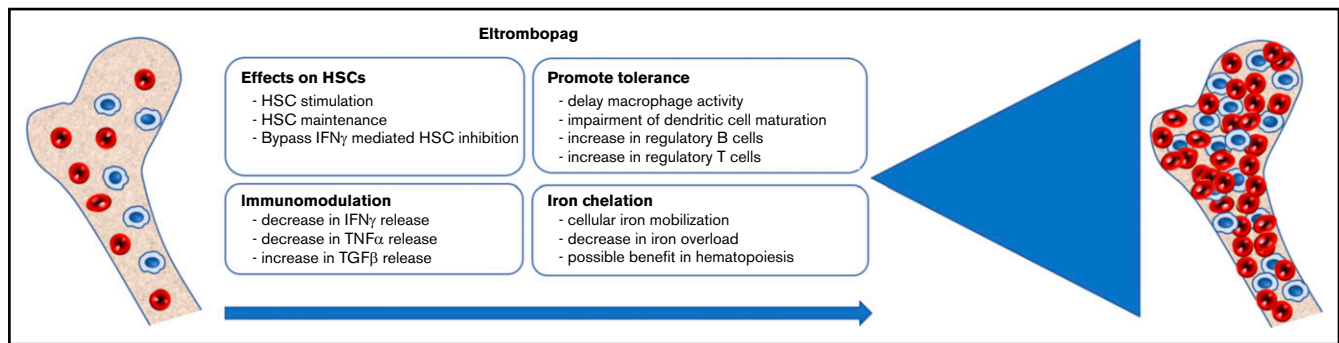 Eltrombopag
Effects on HSCs
- HSC stimulation
- HSC maintenance
- Bypass IFNγ mediated HSC inhibition
Promote tolerance
- delay macrophage activity
- impairment of dendritic cell maturation
- increase in regulatory B cells
- increase in regulatory T cells
Immunomodulation
- decrease in IFNγ release
- decrease in TNFα release
- increase in TGFβ release
Iron chelation
- cellular iron mobilization
- decrease in iron overload
- possible benefit in hematopoiesis